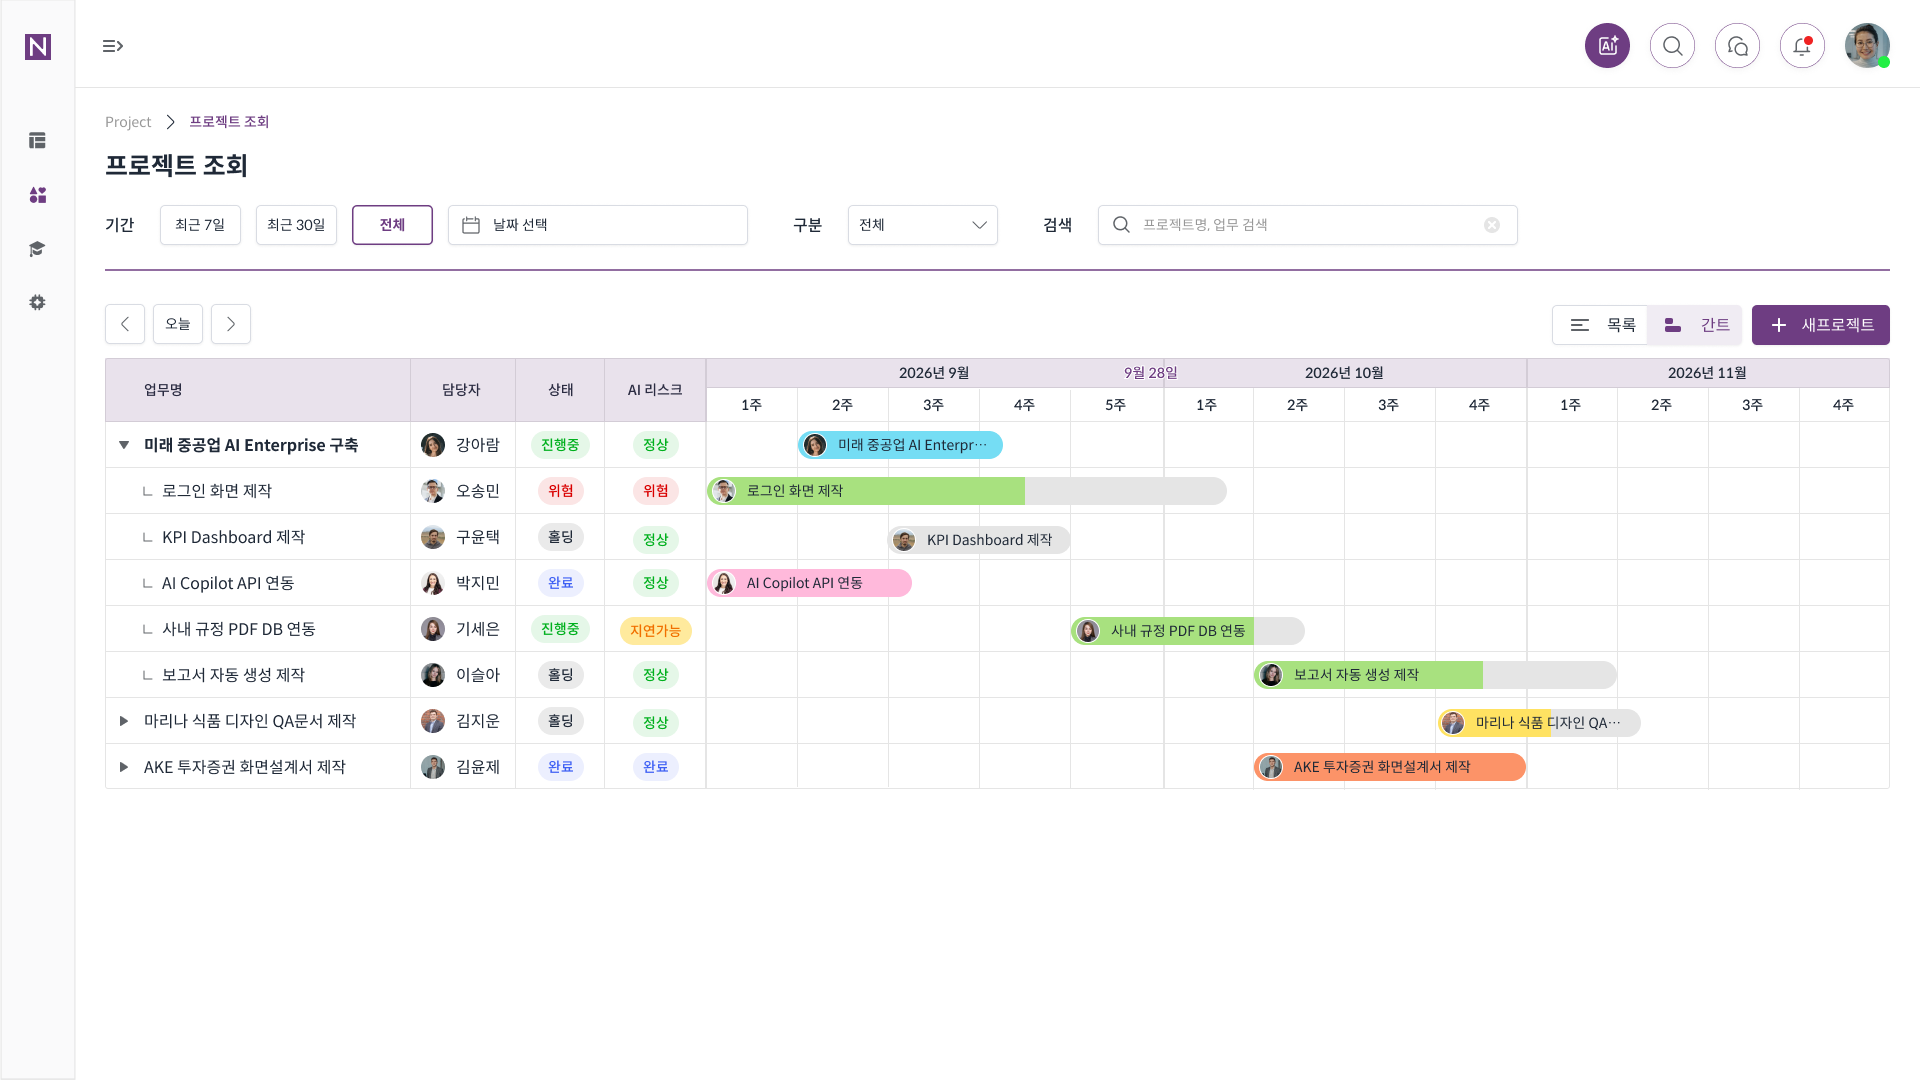 N
AI
Project
프로젝트 조회
프로젝트 조회
기간
최근 7일
최근 30일
전체
날짜 선택
구분
전체
검색
프로젝트명, 업무 검색
오늘
목록
간트
새프로젝트
업무명 담당자 상태 AI 리스크
2026년 9월 9월 28일 2026년 10월 2026년 11월
1주 2주 3주 4주 5주 1주 2주 3주 4주 1주 2주 3주 4주
미래 중공업 AI Enterprise 구축 강아람 진행중 정상 미래 중공업 AI Enterpr…
로그인 화면 제작 오송민 위험 위험 로그인 화면 제작
KPI Dashboard 제작 구윤택 홀딩 정상 KPI Dashboard 제작
AI Copilot API 연동 박지민 완료 정상 AI Copilot API 연동
사내 규정 PDF DB 연동 기세은 진행중 지연가능 사내 규정 PDF DB 연동
보고서 자동 생성 제작 이슬아 홀딩 정상 보고서 자동 생성 제작
마리나 식품 디자인 QA문서 제작 김지운 홀딩 정상 마리나 식품 디자인 QA…
AKE 투자증권 화면설계서 제작 김윤제 완료 완료 AKE 투자증권 화면설계서 제작